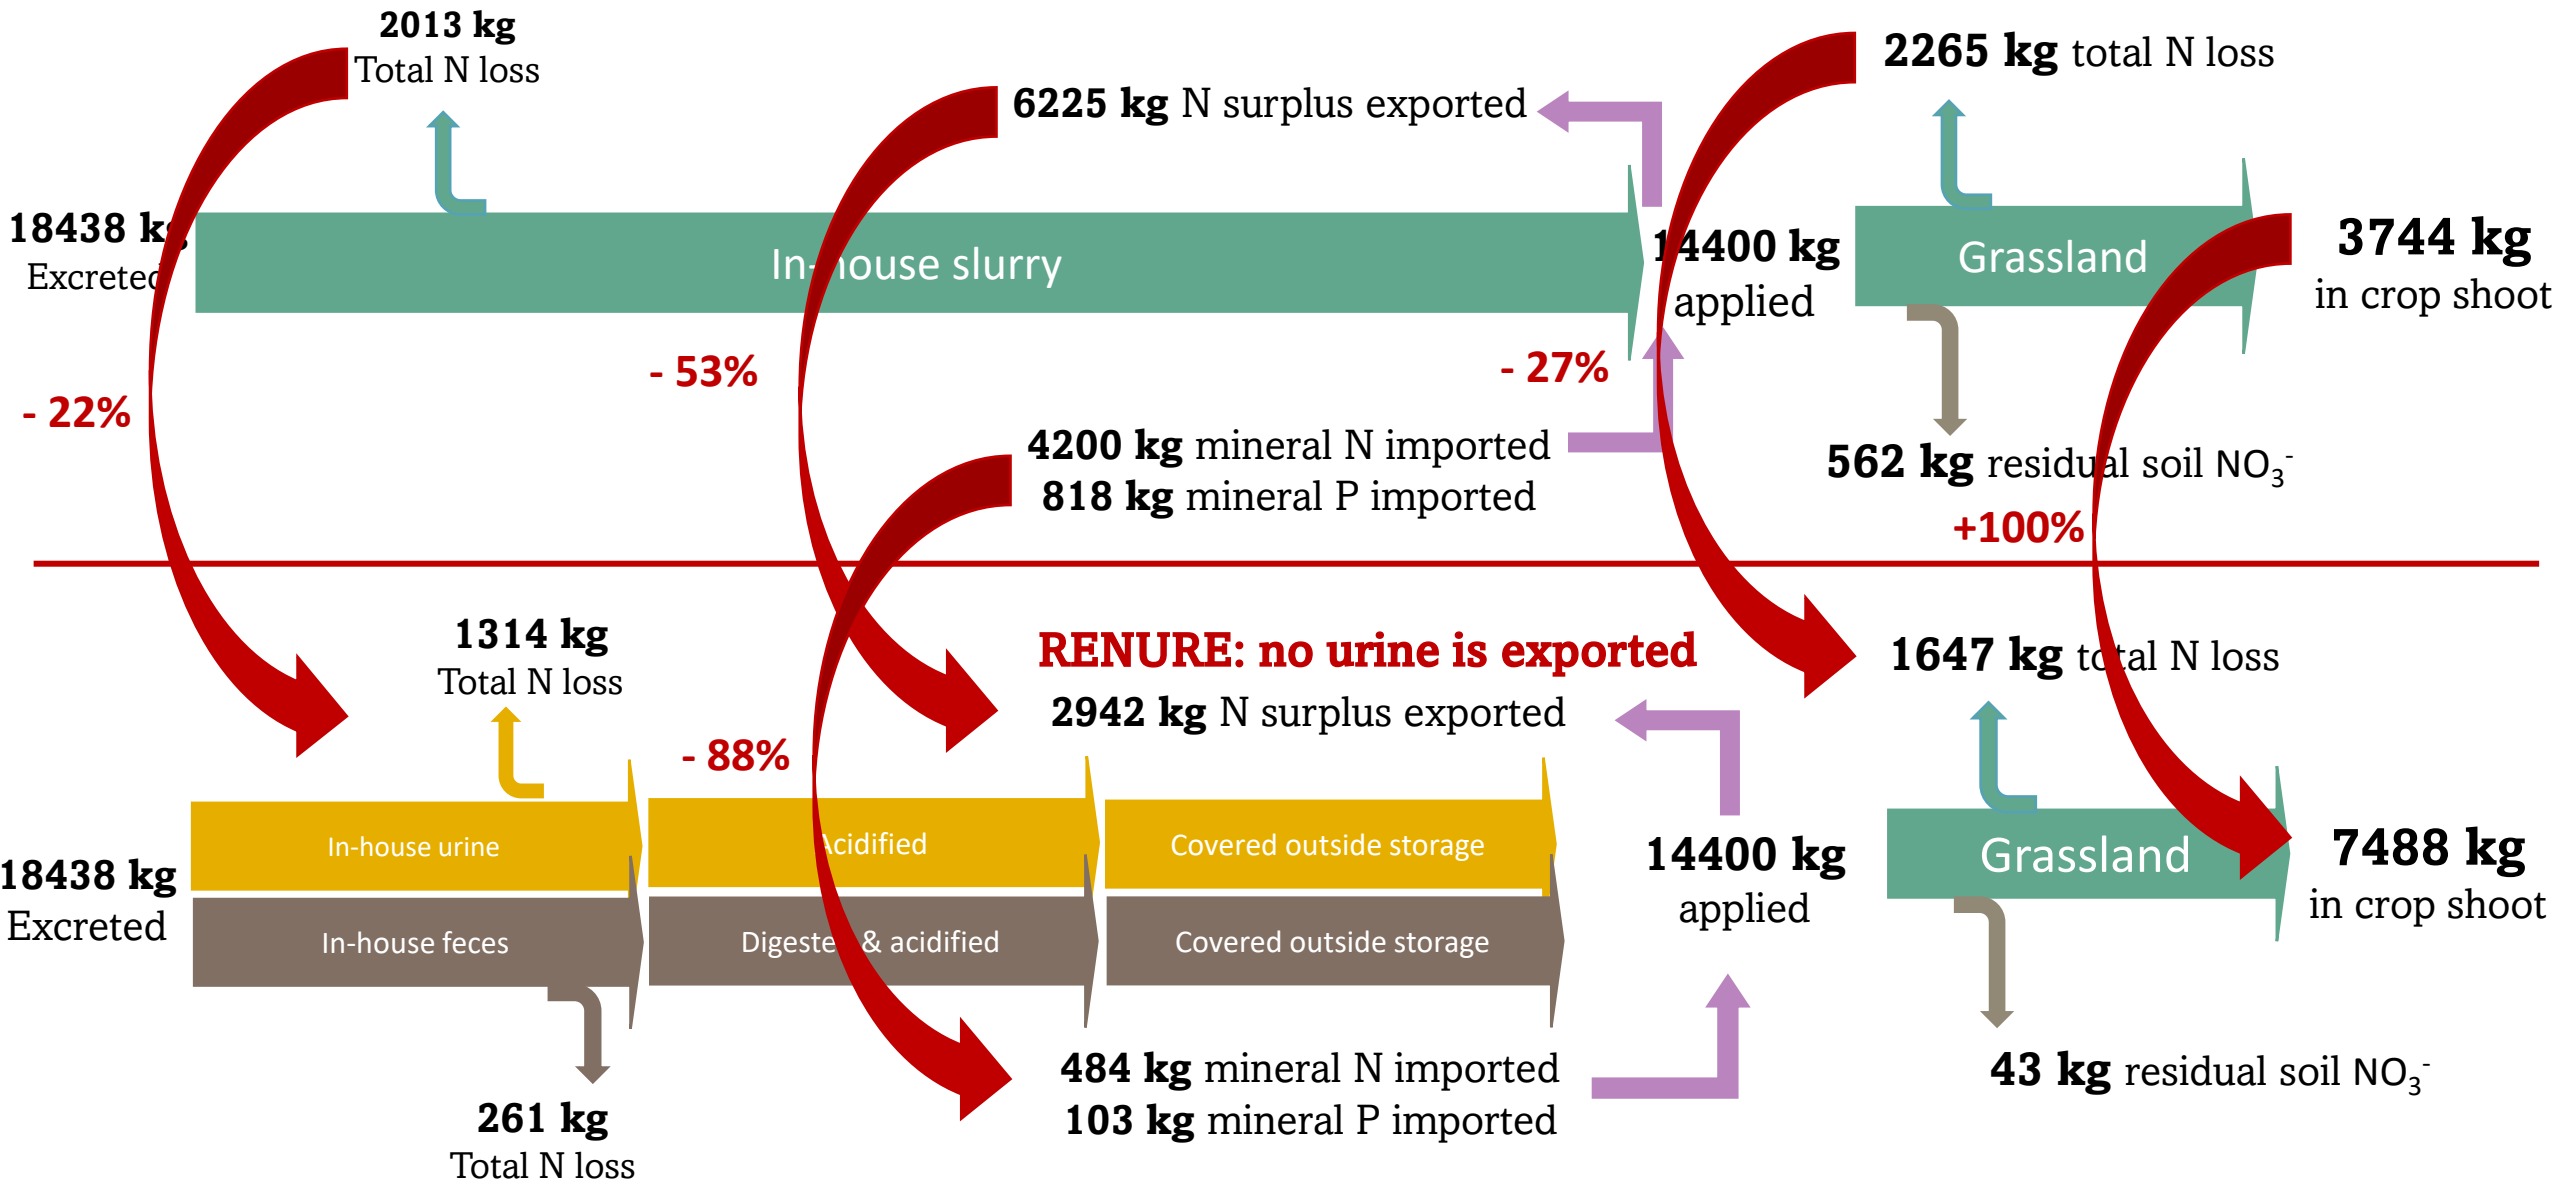 2013 kg
Total N loss
2265 kg total N loss
6225 kg N surplus exported
18438 kg
Excreted
In-house slurry
14400 kg
applied
Grassland
3744 kg
in crop shoot
- 22%
- 53%
- 27%
4200 kg mineral N imported
818 kg mineral P imported
562 kg residual soil NO₃⁻
+100%
1314 kg
Total N loss
RENURE: no urine is exported
2942 kg N surplus exported
1647 kg total N loss
- 88%
18438 kg
Excreted
In-house urine
Acidified
Covered outside storage
In-house feces
Digested & acidified
Covered outside storage
14400 kg
applied
Grassland
7488 kg
in crop shoot
261 kg
Total N loss
484 kg mineral N imported
103 kg mineral P imported
43 kg residual soil NO₃⁻